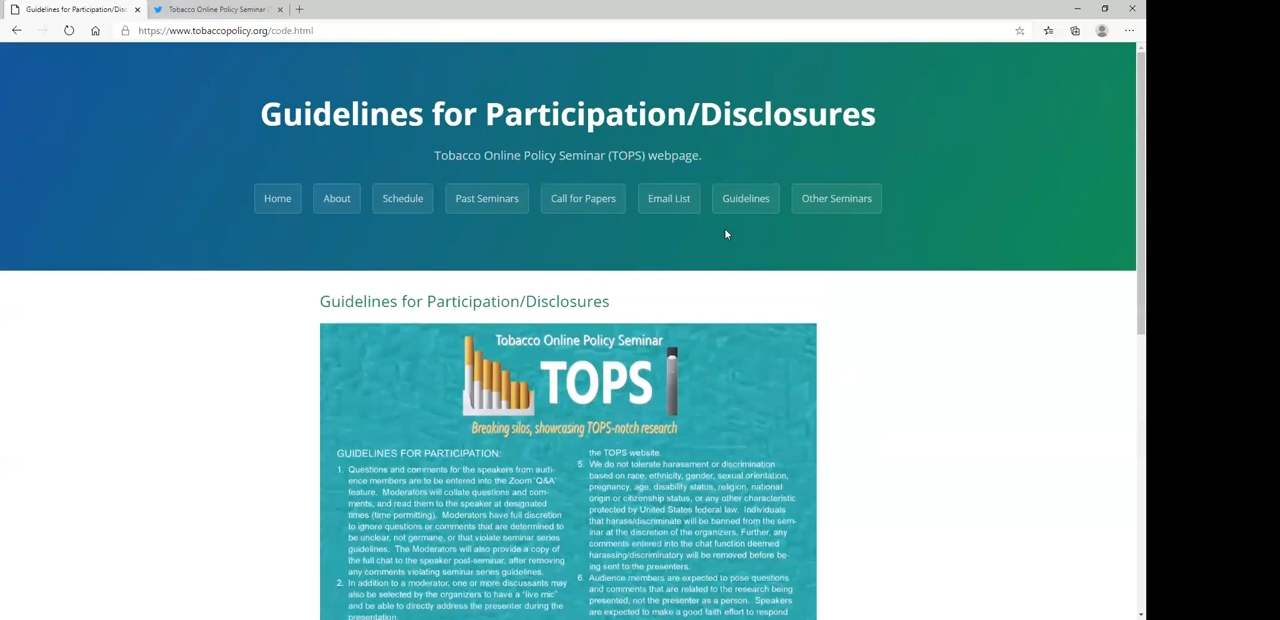 Guidelines for Participation/Disc
Tobacco Online Policy Seminar (
https://www.tobaccopolicy.org/code.html
Guidelines for Participation/Disclosures
Tobacco Online Policy Seminar (TOPS) webpage.
Home About Schedule Past Seminars Call for Papers Email List Guidelines Other Seminars
Guidelines for Participation/Disclosures
Tobacco Online Policy Seminar
TOPS
Breaking silos, showcasing TOPS-notch research
GUIDELINES FOR PARTICIPATION:
1. Questions and comments for the speakers from audi-
ence members are to be entered into the Zoom 'Q&A'
feature. Moderators will collate questions and com-
ments, and read them to the speaker at designated
times (time permitting). Moderators have full discretion
to ignore questions or comments that are determined to
be unclear, not germane, or that violate seminar series
guidelines. The Moderators will also provide a copy of
the full chat to the speaker post-seminar, after removing
any comments violating seminar series guidelines.
2. In addition to a moderator, one or more discussants may
also be selected by the organizers to have a "live mic"
and be able to directly address the presenter during the
presentation.
the TOPS website.
5. We do not tolerate harassment or discrimination
based on race, ethnicity, gender, sexual orientation,
pregnancy, age, disability status, religion, national
origin or citizenship status, or any other characteristic
protected by United States federal law. Individuals
that harass/discriminate will be banned from the sem-
inar at the discretion of the organizers. Further, any
comments entered into the chat function deemed
harassing/discriminatory will be removed before be-
ing sent to the presenters.
6. Audience members are expected to pose questions
and comments that are related to the research being
presented, not the presenter as a person. Speakers
are expected to make a good faith effort to respond